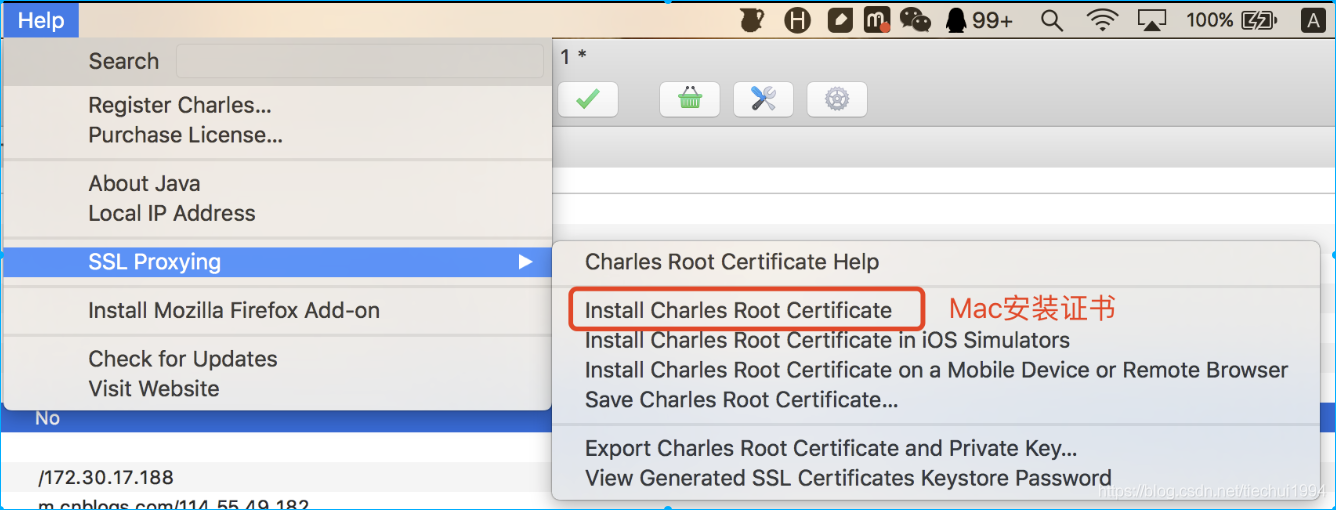 Help
99+
100%
A
Search
1 *
Register Charles...
Purchase License...
About Java
Local IP Address
SSL Proxying
Charles Root Certificate Help
Install Charles Root Certificate
Mac安装证书
Install Mozilla Firefox Add-on
Install Charles Root Certificate in iOS Simulators
Check for Updates
Install Charles Root Certificate on a Mobile Device or Remote Browser
Visit Website
Save Charles Root Certificate...
No
Export Charles Root Certificate and Private Key...
/172.30.17.188
View Generated SSL Certificates Keystore Password
m.cnblogs.com/114.55.49.182
https://blog.csdn.net/liechui1994